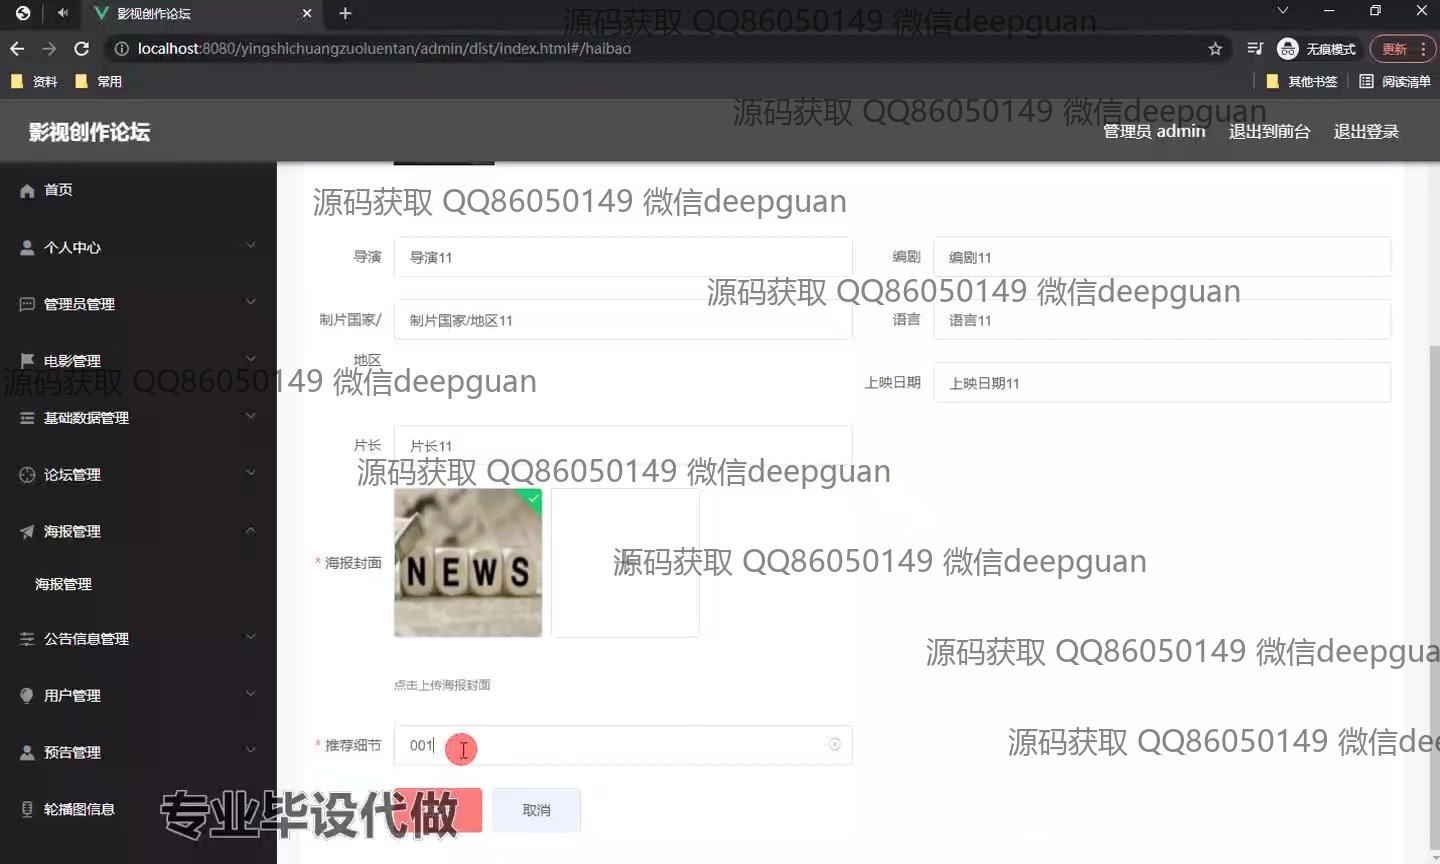 影视创作论坛
源码获取 QQ86050149 微信deepguan
localhost:8080/yingshichuangzuoluentan/admin/dist/index.html#/haibao
无痕模式
更新
资料
常用
其他书签
阅读清单
源码获取 QQ86050149 微信deepguan
影视创作论坛
管理员 admin
退出到前台
退出登录
首页
源码获取 QQ86050149 微信deepguan
个人中心
导演
导演11
编剧
编剧11
源码获取 QQ86050149 微信deepguan
管理员管理
制片国家/
地区
制片国家/地区11
语言
语言11
电影管理
源码获取 QQ86050149 微信deepguan
上映日期
上映日期11
基础数据管理
片长
片长11
论坛管理
源码获取 QQ86050149 微信deepguan
海报管理
NEWS
* 海报封面
源码获取 QQ86050149 微信deepguan
海报管理
公告信息管理
源码获取 QQ86050149 微信deepgua
点击上传海报封面
用户管理
* 推荐细节
001
预告管理
源码获取 QQ86050149 微信dee
轮播图信息
专业毕设代做
取消